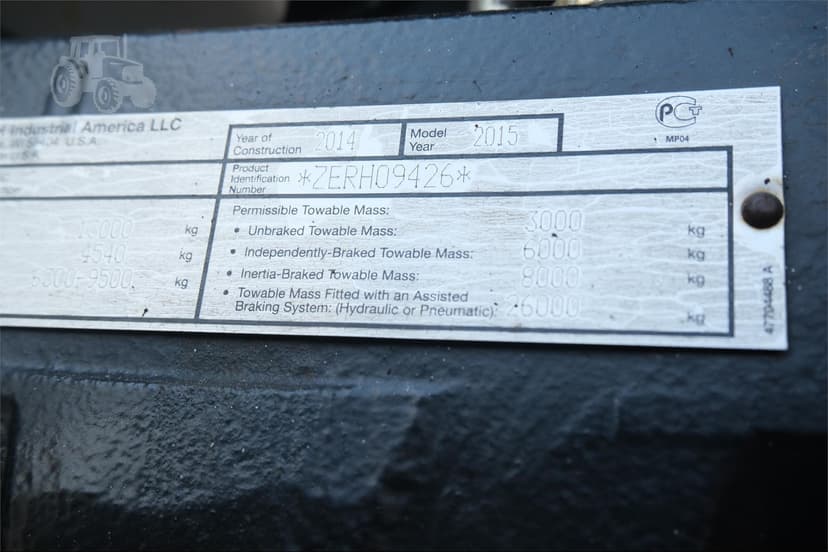 Industrial America LLC
U.S.A.
Year of Construction 2014
Model Year 2015
Product Identification Number *ZERH09426*
MP04
kg
4540 kg
-9500 kg
Permissible Towable Mass:
• Unbraked Towable Mass: 3000 kg
• Independently-Braked Towable Mass: 6000 kg
• Inertia-Braked Towable Mass: 8000 kg
• Towable Mass Fitted with an Assisted
Braking System: (Hydraulic or Pneumatic): 26000 kg
47704488 A